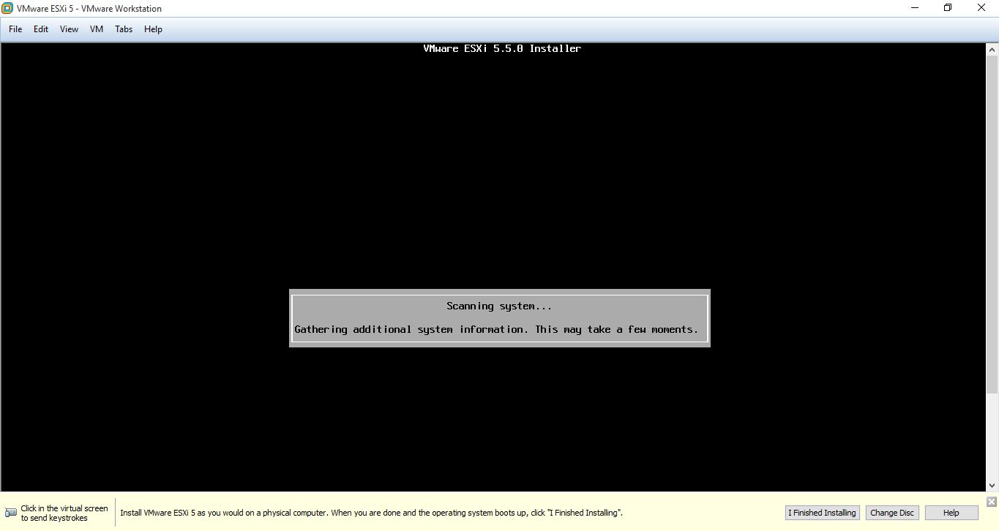 VMware ESXi 5 - VMware Workstation
File Edit View VM Tabs Help
VMware ESXi 5.5.0 Installer
Scanning system...
Gathering additional system information. This may take a few moments.
Click in the virtual screen
to send keystrokes
Install VMware ESXi 5 as you would on a physical computer. When you are done and the operating system boots up, click "I Finished Installing".
I Finished Installing
Change Disc
Help